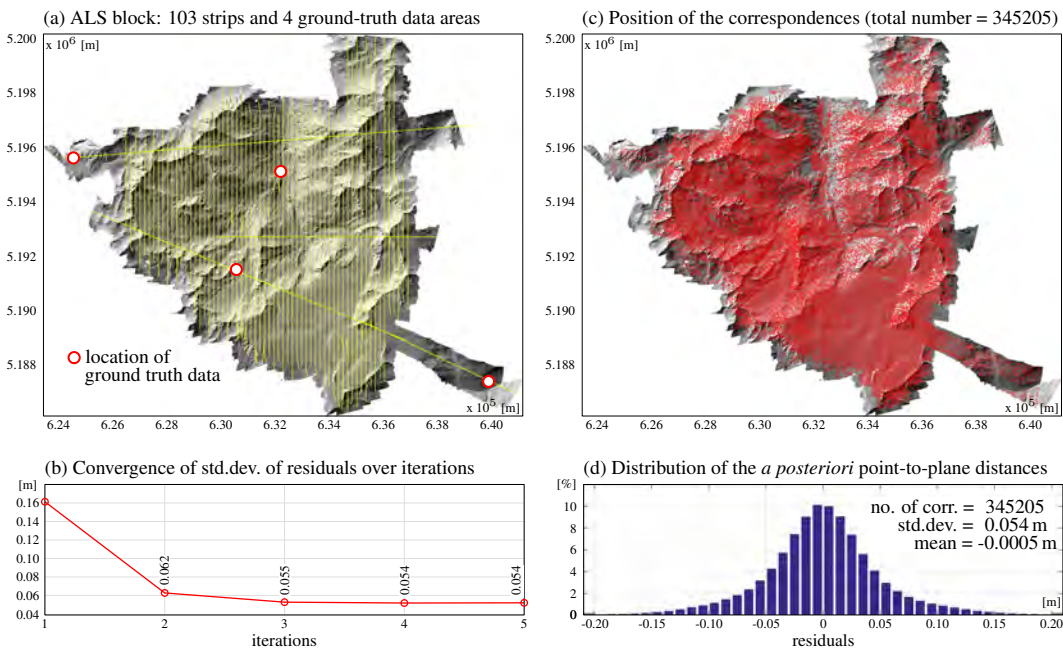 (a) ALS block: 103 strips and 4 ground-truth data areas
5.200
x 10⁶ [m]
5.198
5.196
5.194
5.192
5.190
5.188
location of
ground truth data
x 10⁵ [m]
6.24 6.26 6.28 6.30 6.32 6.34 6.36 6.38 6.40
(c) Position of the correspondences (total number = 345205)
5.200
x 10⁶ [m]
5.198
5.196
5.194
5.192
5.190
5.188
x 10⁵ [m]
6.24 6.26 6.28 6.30 6.32 6.34 6.36 6.38 6.40
(b) Convergence of std.dev. of residuals over iterations
[m]
0.16
0.14
0.12
0.10
0.08
0.06
0.04
0.062
0.055
0.054
0.054
1 2 3 4 5
iterations
(d) Distribution of the a posteriori point-to-plane distances
[%]
10
8
6
4
2
0
no. of corr. = 345205
std.dev. = 0.054 m
mean = -0.0005 m
[m]
-0.20 -0.15 -0.10 -0.05 0 0.05 0.10 0.15 0.20
residuals